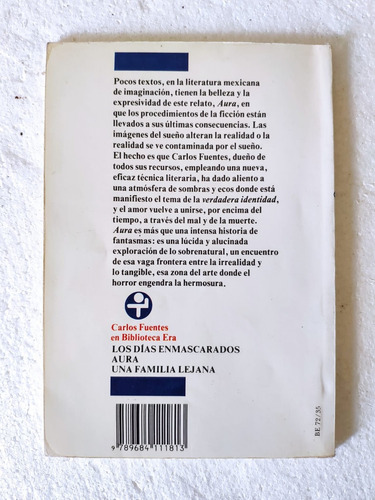 Pocos textos, en la literatura mexicana
de imaginación, tienen la belleza y la
expresividad de este relato, Aura, en
que los procedimientos de la ficción están
llevados a sus últimas consecuencias. Las
imágenes del sueño alteran la realidad o la
realidad se ve contaminada por el sueño.
El hecho es que Carlos Fuentes, dueño de
todos sus recursos, empleando una nueva,
eficaz técnica literaria, ha dado aliento a
una atmósfera de sombras y ecos donde está
manifiesto el tema de la verdadera identidad,
y el amor vuelve a unirse, por encima del
tiempo, a través del mal y de la muerte.
Aura es más que una intensa historia de
fantasmas: es una lúcida y alucinada
exploración de lo sobrenatural, un encuentro
de esa vaga frontera entre la irrealidad y
lo tangible, esa zona del arte donde el
horror engendra la hermosura.
Carlos Fuentes
en Biblioteca Era
LOS DÍAS ENMASCARADOS
AURA
UNA FAMILIA LEJANA
9 789684 111813
BE 72/35